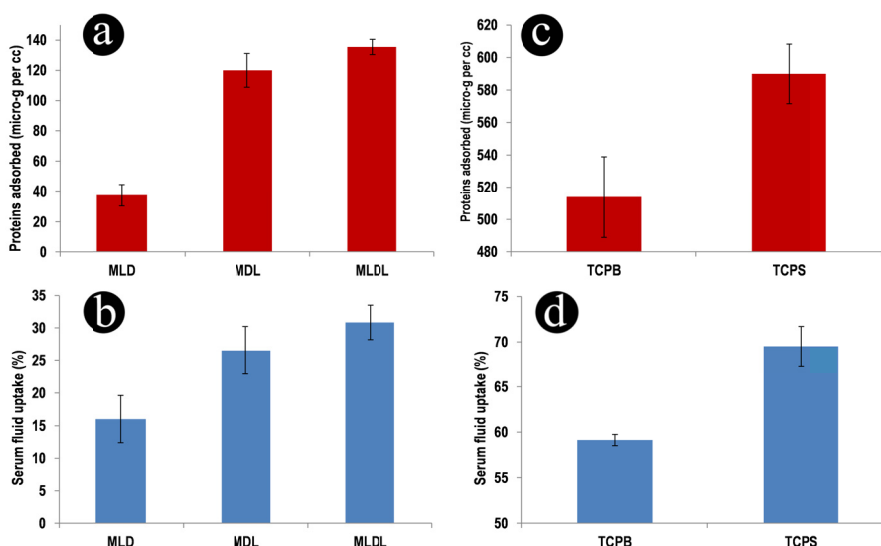 a
Proteins adsorbed (micro-g per cc)
140
120
100
80
60
40
20
0
MLD MDL MLDL
c
Proteins adsorbed (micro-g per cc)
620
600
580
560
540
520
500
480
TCPB TCPS
b
Serum fluid uptake (%)
35
30
25
20
15
10
5
0
MLD MDL MLDL
d
Serum fluid uptake (%)
75
70
65
60
55
50
TCPB TCPS